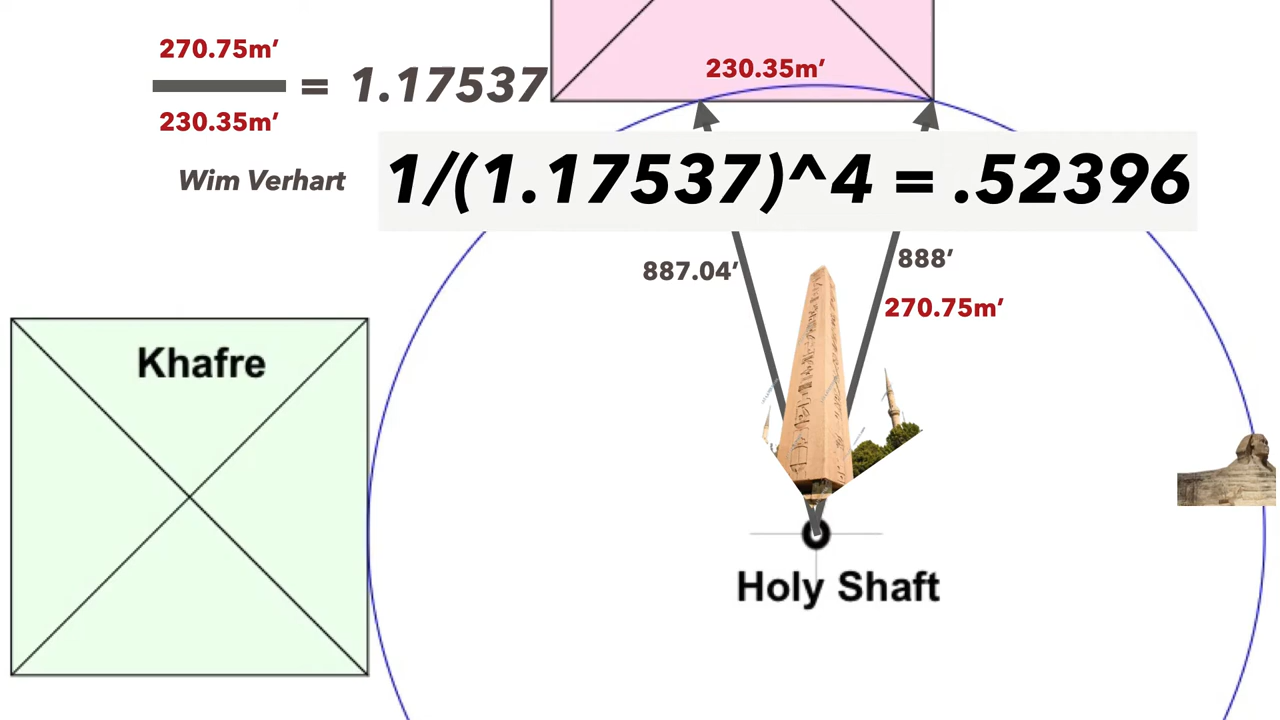 270.75m’
230.35m’
= 1.17537
230.35m’
Wim Verhart
1/(1.17537)^4 = .52396
887.04’
888’
270.75m’
Khafre
Holy Shaft